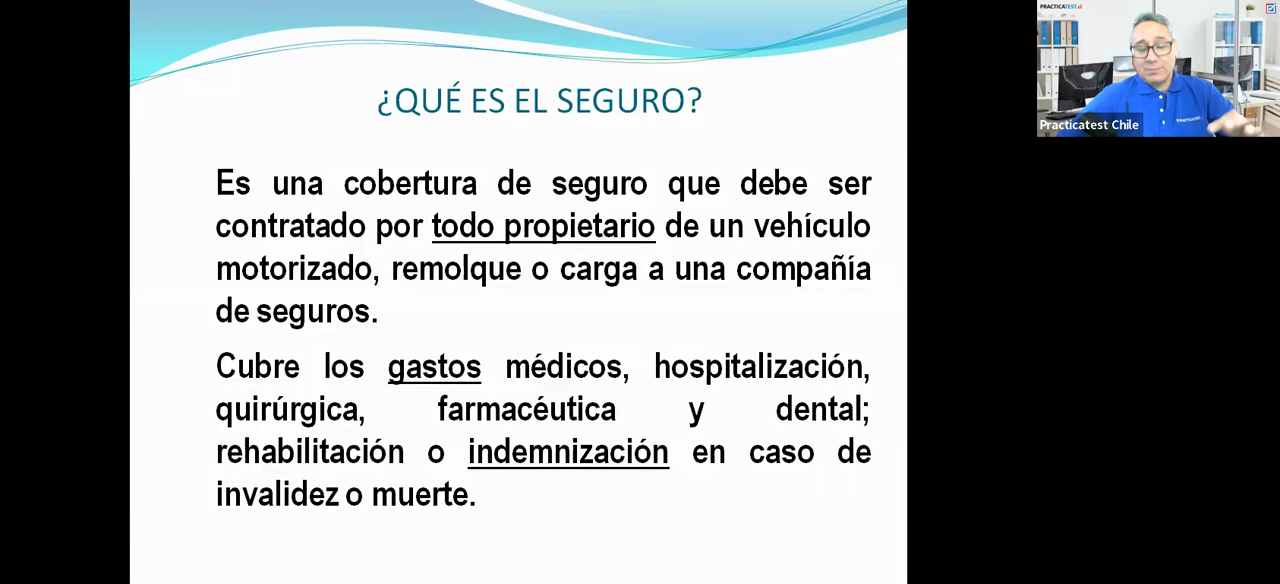 ¿QUÉ ES EL SEGURO?
Es una cobertura de seguro que debe ser
contratado por todo propietario de un vehículo
motorizado, remolque o carga a una compañía
de seguros.
Cubre los gastos médicos, hospitalización,
quirúrgica, farmacéutica y dental;
rehabilitación o indemnización en caso de
invalidez o muerte.
PRACTICATEST.cl
Practicatest Chile